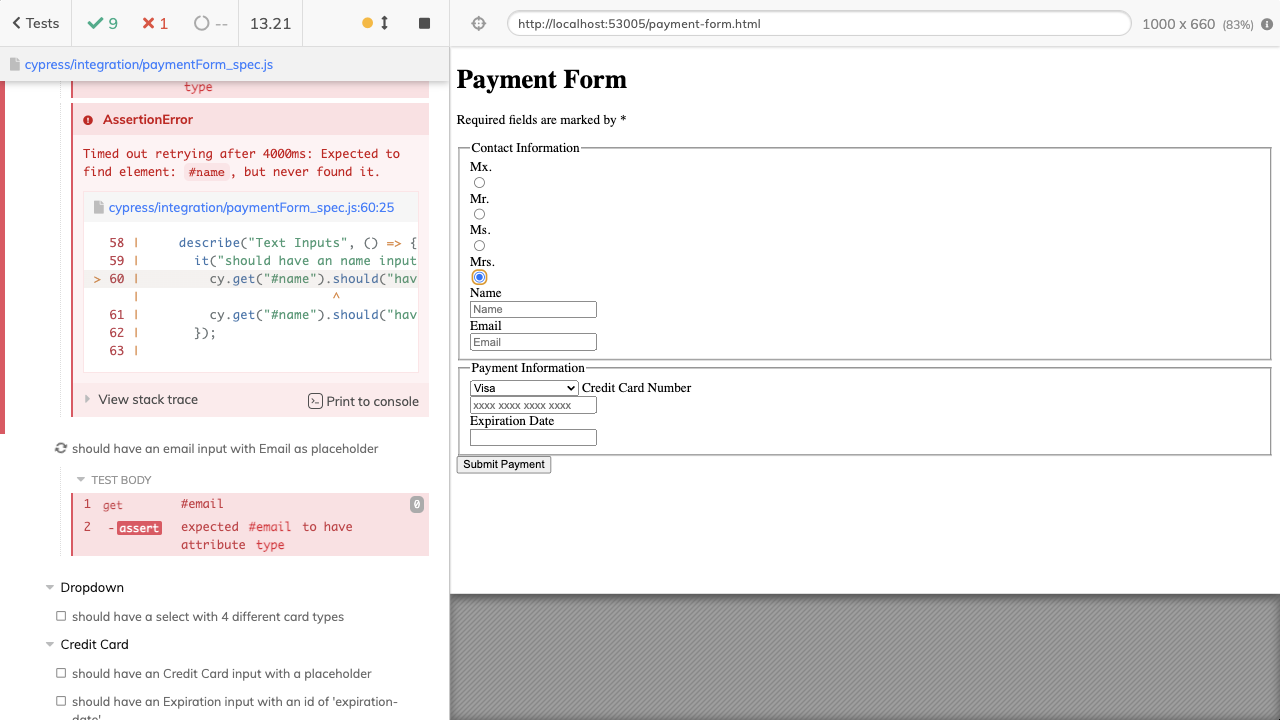 Tests
9
1
--
13.21
http://localhost:53005/payment-form.html
1000 x 660 (83%)
cypress/integration/paymentForm_spec.js
type
AssertionError
Timed out retrying after 4000ms: Expected to
find element: #name, but never found it.
cypress/integration/paymentForm_spec.js:60:25
58 | describe("Text Inputs", () => {
59 | it("should have an name input
> 60 | cy.get("#name").should("hav
| ^
61 | cy.get("#name").should("hav
62 | });
63 |
View stack trace
Print to console
should have an email input with Email as placeholder
TEST BODY
1 get #email 0
2 -assert expected #email to have
attribute type
Dropdown
should have a select with 4 different card types
Credit Card
should have an Credit Card input with a placeholder
should have an Expiration input with an id of 'expiration-
date'
Payment Form
Required fields are marked by *
Contact Information
Mx.
Mr.
Ms.
Mrs.
Name
Name
Email
Email
Payment Information
Visa Credit Card Number
xxxx xxxx xxxx xxxx
Expiration Date
Submit Payment